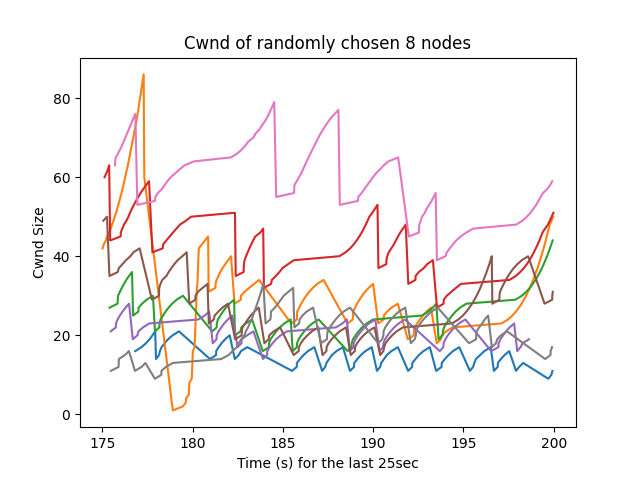 Cwnd of randomly chosen 8 nodes
80
60
40
20
0
Cwnd Size
175 180 185 190 195 200
Time (s) for the last 25sec